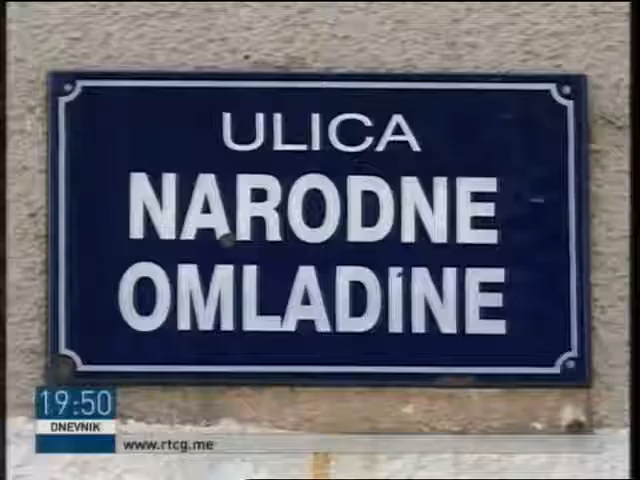 ULICA
NARODNE
OMLADINE
19:50
DNEVNIK
www.rtcg.me